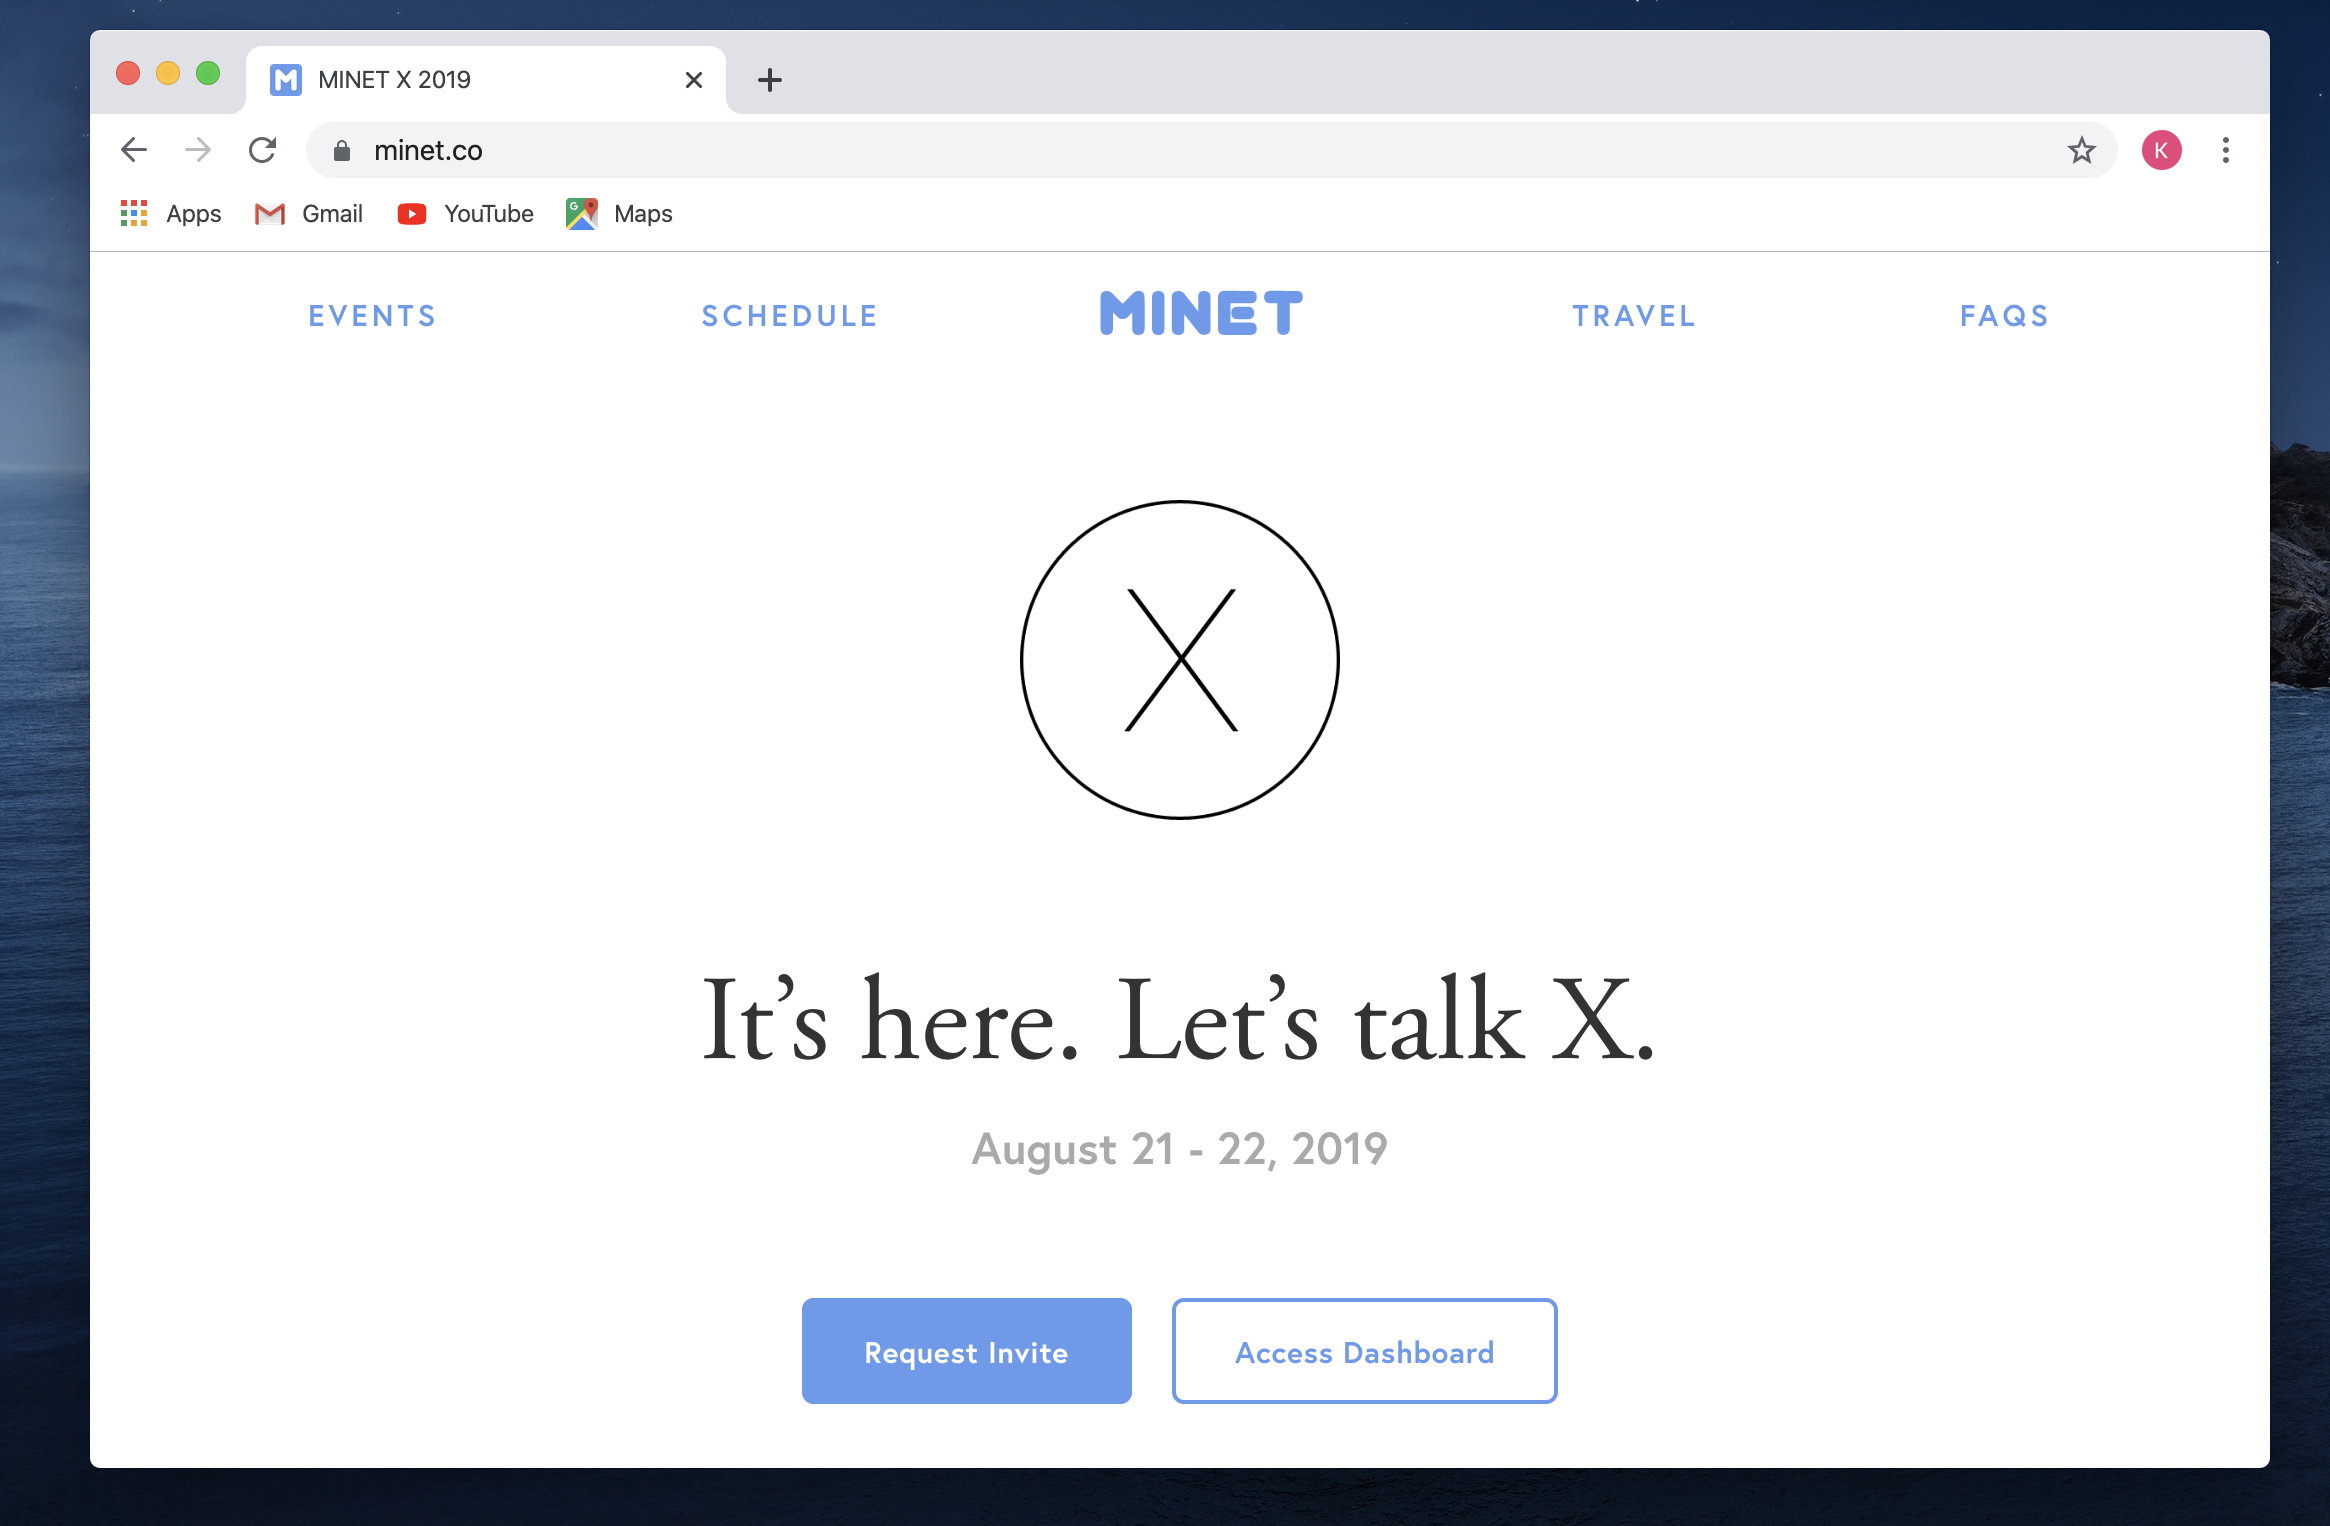 MINET X 2019
minet.co
K
Apps Gmail YouTube Maps
EVENTS SCHEDULE MINET TRAVEL FAQS
X
It’s here. Let’s talk X.
August 21 - 22, 2019
Request Invite Access Dashboard